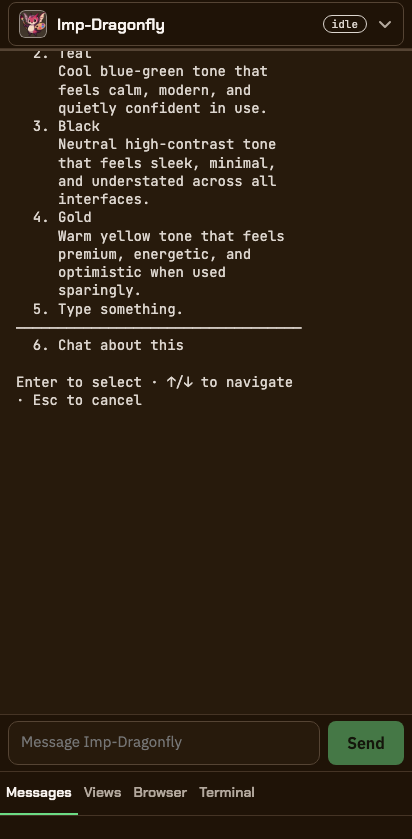 Imp-Dragonfly
idle
2. Teal
Cool blue-green tone that
feels calm, modern, and
quietly confident in use.
3. Black
Neutral high-contrast tone
that feels sleek, minimal,
and understated across all
interfaces.
4. Gold
Warm yellow tone that feels
premium, energetic, and
optimistic when used
sparingly.
5. Type something.
6. Chat about this
Enter to select · ↑/↓ to navigate
· Esc to cancel
Message Imp-Dragonfly
Send
Messages Views Browser Terminal